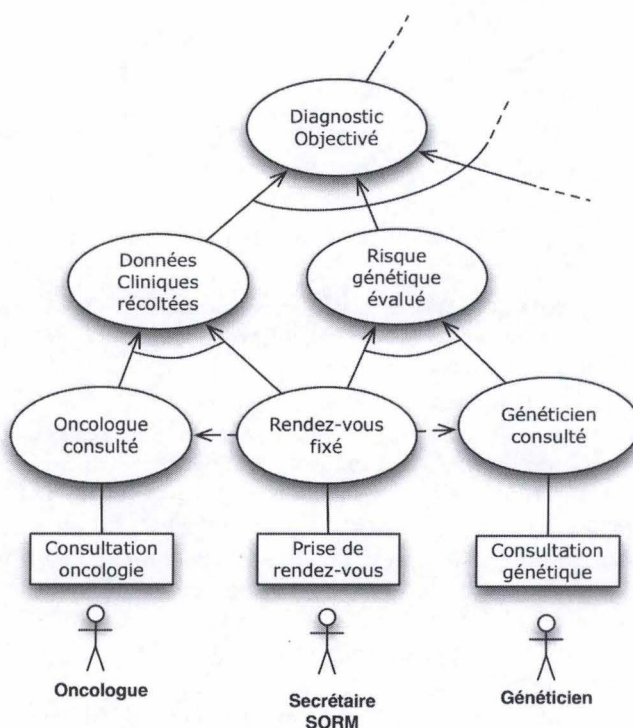 Diagnostic
Objectivé
Données
Cliniques
récoltées
Risque
génétique
évalué
Oncologue
consulté
Rendez-vous
fixé
Généticien
consulté
Consultation
oncologie
Prise de
rendez-vous
Consultation
génétique
Oncologue
Secrétaire
SORM
Généticien